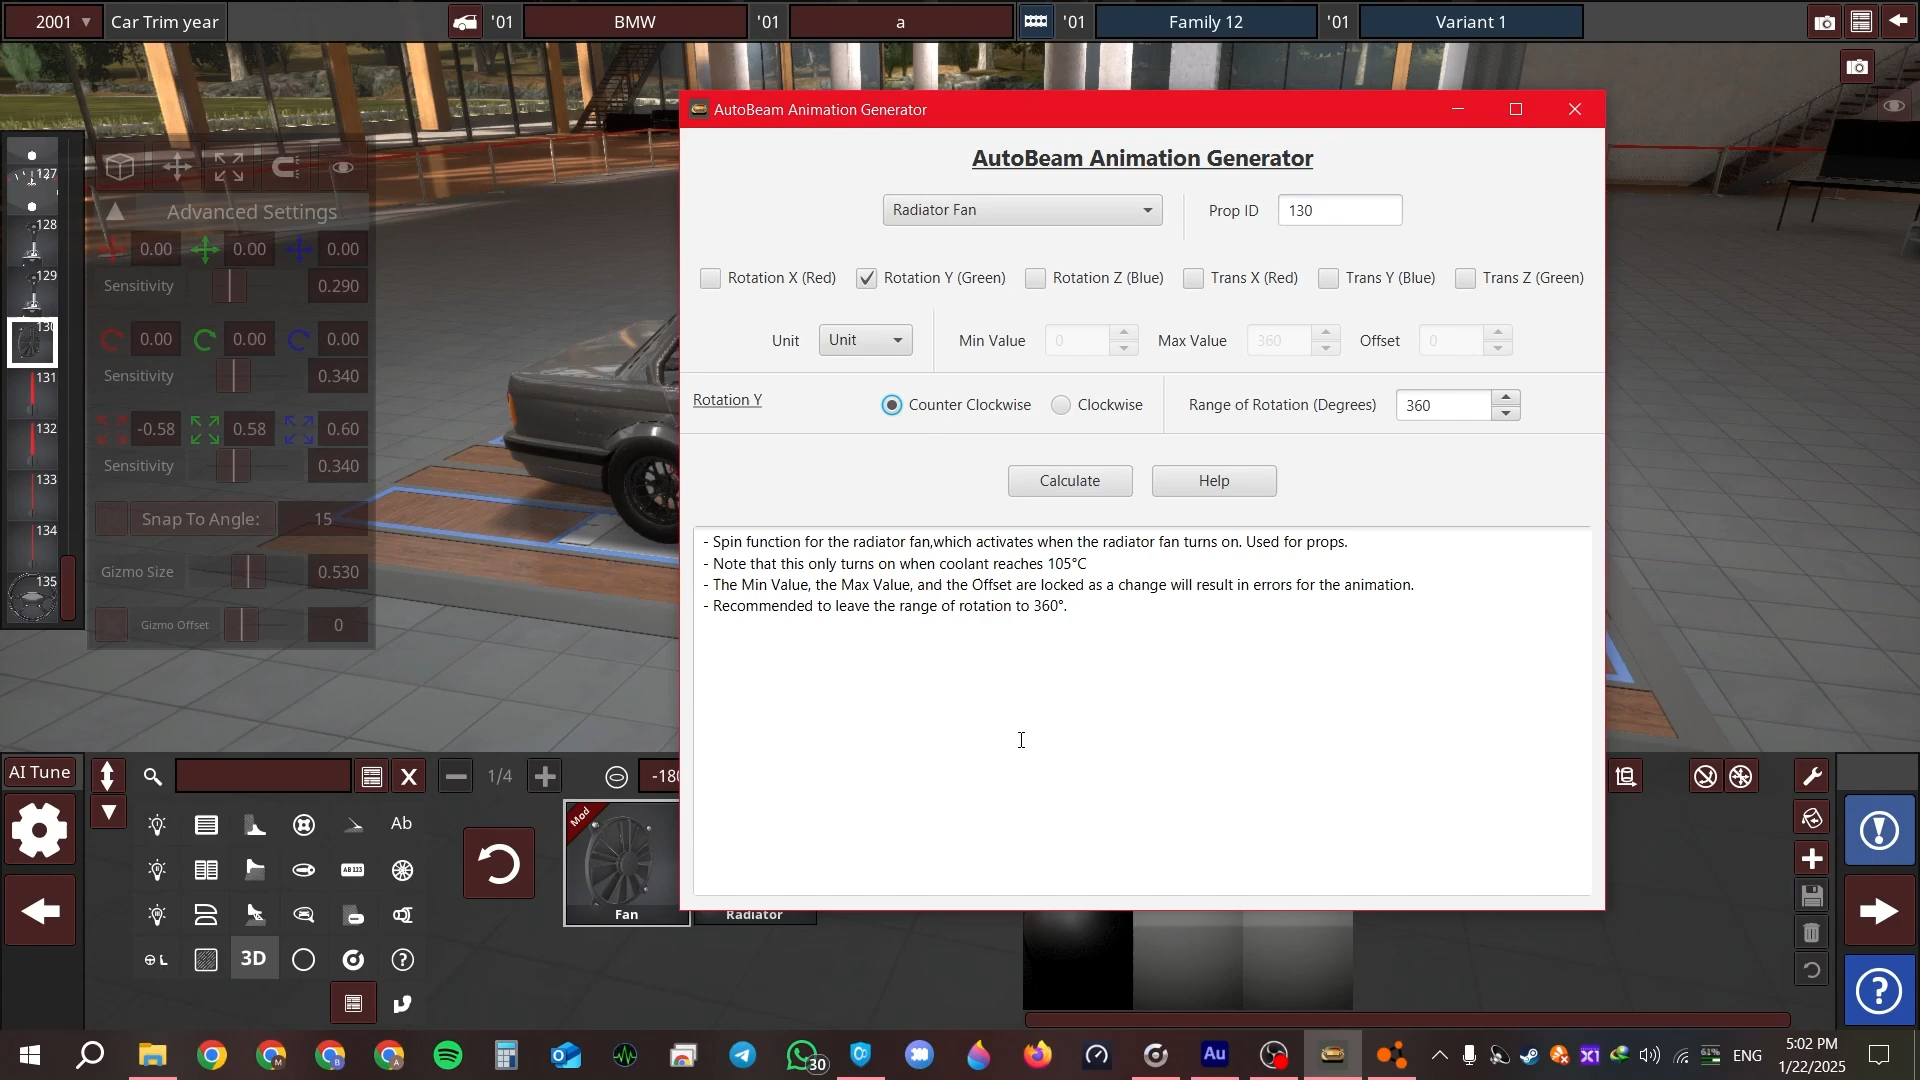 2001 ▼ Car Trim year '01 BMW '01 a '01 Family 12 '01 Variant 1
AutoBeam Animation Generator
AutoBeam Animation Generator
Radiator Fan Prop ID 130
Rotation X (Red) Rotation Y (Green) Rotation Z (Blue) Trans X (Red) Trans Y (Blue) Trans Z (Green)
Unit Unit Min Value 0 Max Value 360 Offset 0
Rotation Y Counter Clockwise Clockwise Range of Rotation (Degrees) 360
Calculate Help
- Spin function for the radiator fan,which activates when the radiator fan turns on. Used for props.
- Note that this only turns on when coolant reaches 105°C
- The Min Value, the Max Value, and the Offset are locked as a change will result in errors for the animation.
- Recommended to leave the range of rotation to 360°.
127
128
129
130
131
132
133
134
135
Advanced Settings
0.00 0.00 0.00
Sensitivity 0.290
0.00 0.00 0.00
Sensitivity 0.340
-0.58 0.58 0.60
Sensitivity 0.340
Snap To Angle: 15
Gizmo Size 0.530
Gizmo Offset 0
AI Tune
X 1/4 -180
Ab
AB 123
3D
Mod
Fan
Radiator
30
Au
X1
61%
ENG
5:02 PM
1/22/2025